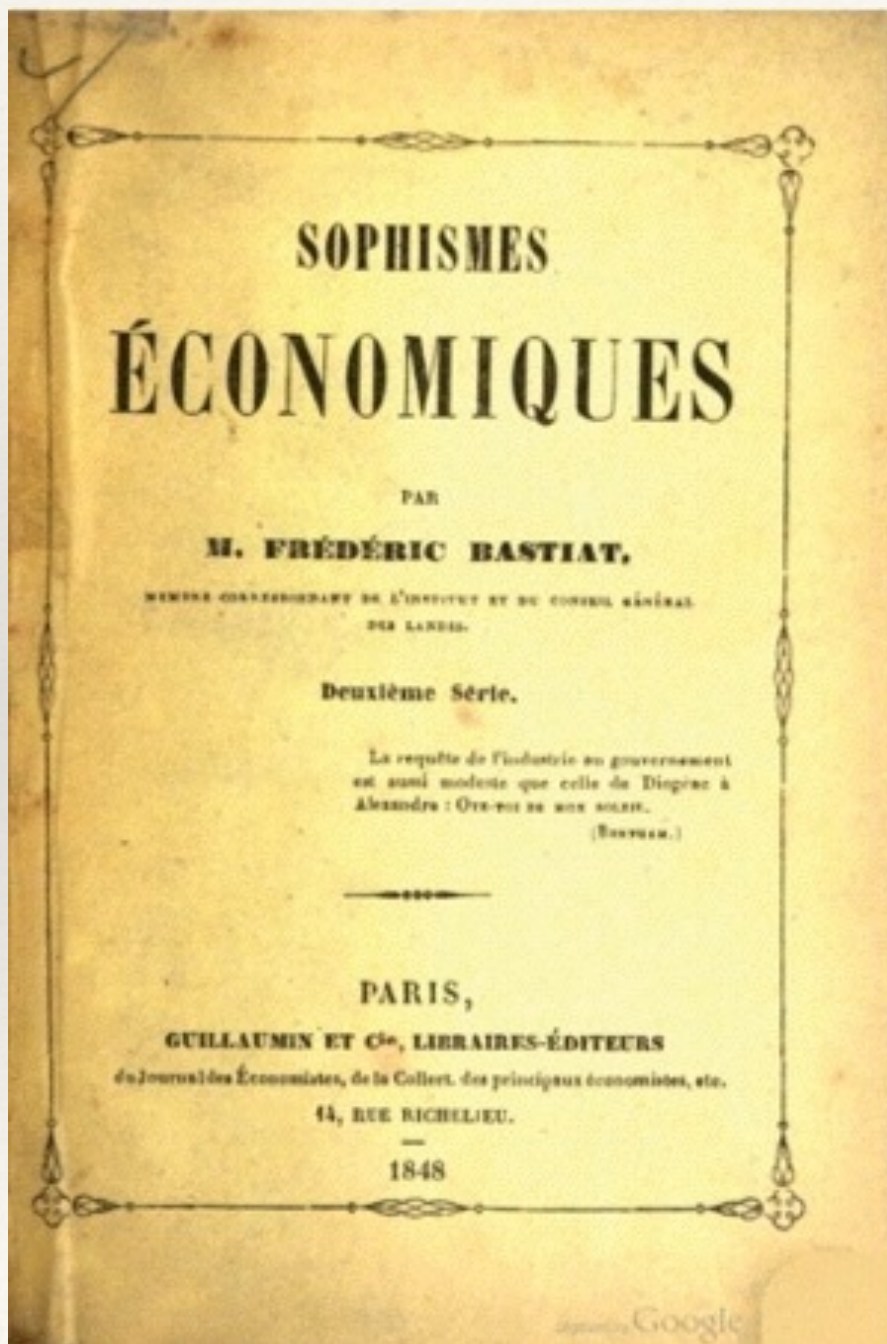 SOPHISMES
ÉCONOMIQUES
PAR
M. FRÉDÉRIC BASTIAT,
MEMBRE CORRESPONDANT DE L'INSTITUT ET DU CONSEIL GÉNÉRAL
DES LANDES.
Deuxième Série.
La requête de l'industrie au gouvernement
est aussi modeste que celle de Diogène à
Alexandre : OTE-TOI DE MON SOLEIL.
(BENTHAM.)
PARIS,
GUILLAUMIN ET Cie, LIBRAIRES-ÉDITEURS
du Journal des Économistes, de la Collect. des principaux économistes, etc.
14, RUE RICHELIEU.
1848
Google